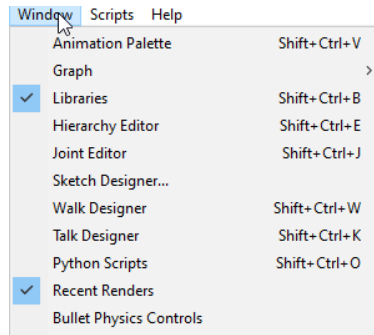 Window Scripts Help
Animation Palette Shift+Ctrl+V
Graph
Libraries Shift+Ctrl+B
Hierarchy Editor Shift+Ctrl+E
Joint Editor Shift+Ctrl+J
Sketch Designer...
Walk Designer Shift+Ctrl+W
Talk Designer Shift+Ctrl+K
Python Scripts Shift+Ctrl+O
Recent Renders
Bullet Physics Controls